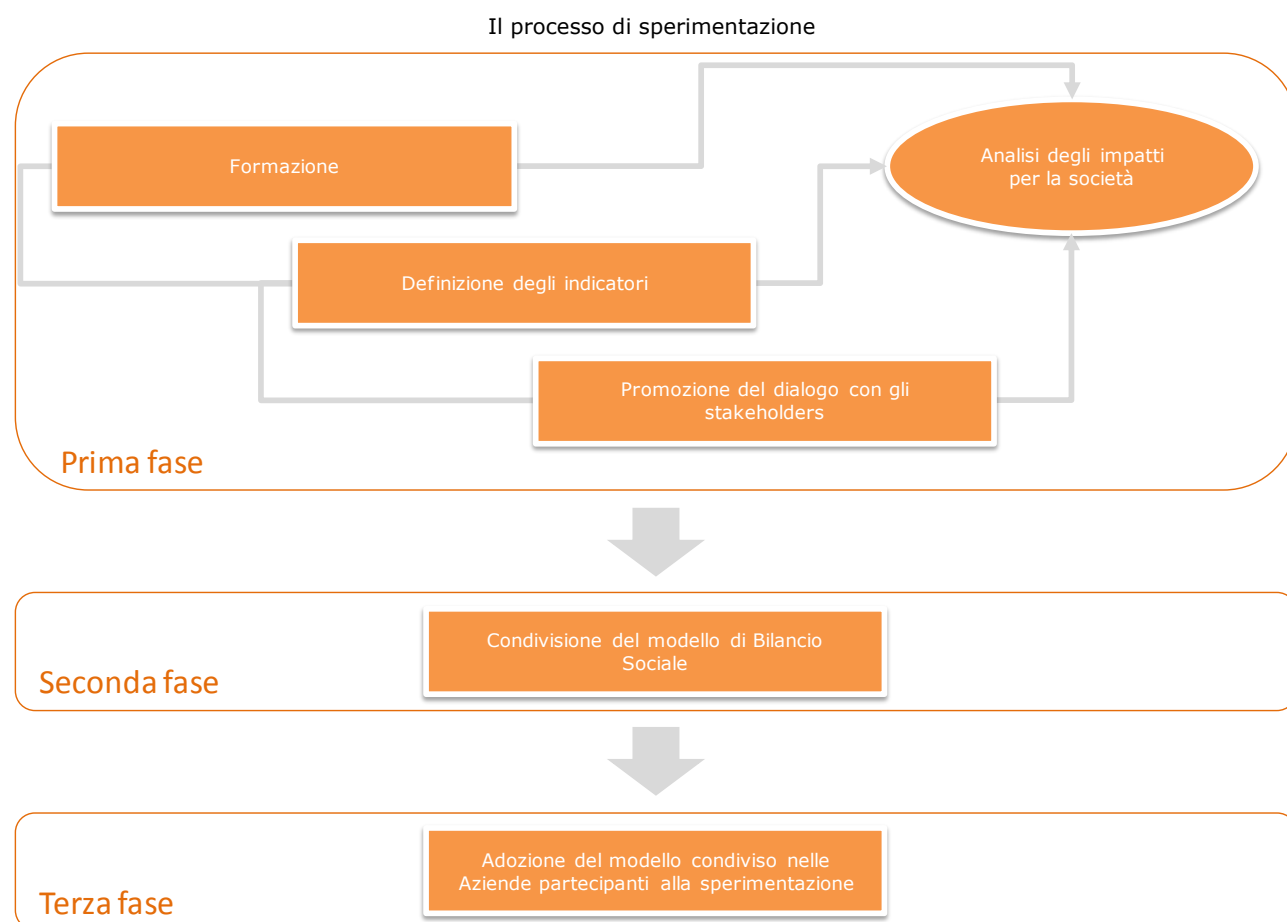 Il processo di sperimentazione
Formazione
Analisi degli impatti
per la società
Definizione degli indicatori
Promozione del dialogo con gli
stakeholders
Prima fase
Condivisione del modello di Bilancio
Sociale
Seconda fase
Adozione del modello condiviso nelle
Aziende partecipanti alla sperimentazione
Terza fase